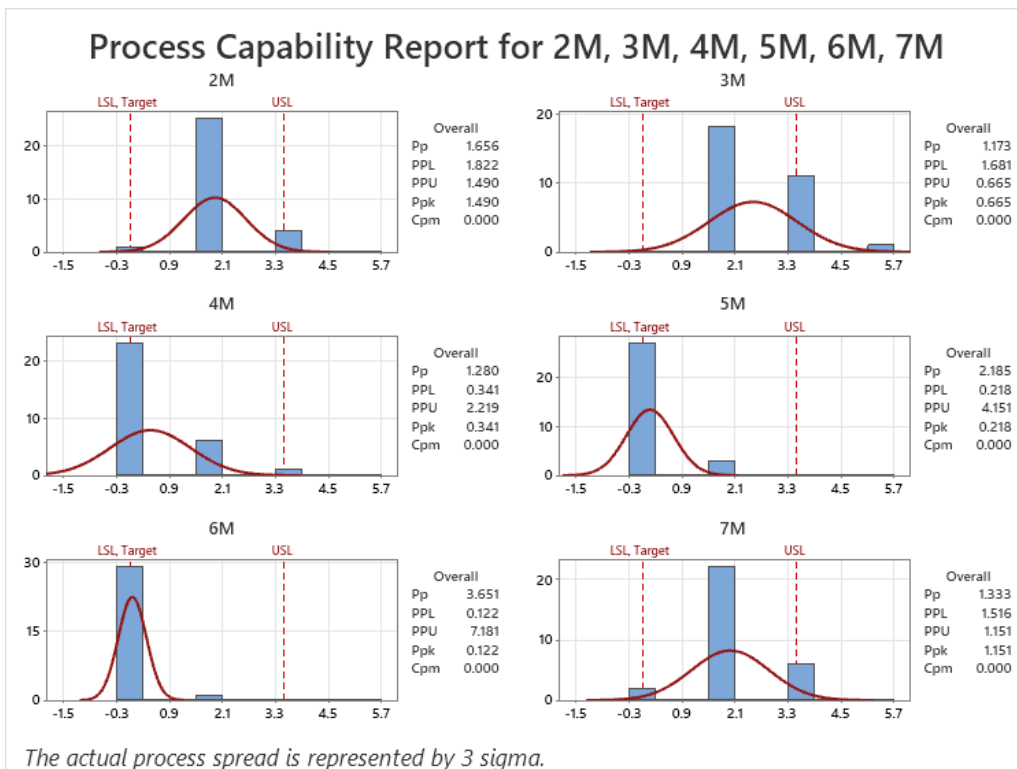 Process Capability Report for 2M, 3M, 4M, 5M, 6M, 7M
2M
LSL, Target USL
20
10
0
-1.5 -0.3 0.9 2.1 3.3 4.5 5.7
Overall
Pp 1.656
PPL 1.822
PPU 1.490
Ppk 1.490
Cpm 0.000
3M
LSL, Target USL
20
10
0
-1.5 -0.3 0.9 2.1 3.3 4.5 5.7
Overall
Pp 1.173
PPL 1.681
PPU 0.665
Ppk 0.665
Cpm 0.000
4M
LSL, Target USL
20
10
0
-1.5 -0.3 0.9 2.1 3.3 4.5 5.7
Overall
Pp 1.280
PPL 0.341
PPU 2.219
Ppk 0.341
Cpm 0.000
5M
LSL, Target USL
20
10
0
-1.5 -0.3 0.9 2.1 3.3 4.5 5.7
Overall
Pp 2.185
PPL 0.218
PPU 4.151
Ppk 0.218
Cpm 0.000
6M
LSL, Target USL
30
15
0
-1.5 -0.3 0.9 2.1 3.3 4.5 5.7
Overall
Pp 3.651
PPL 0.122
PPU 7.181
Ppk 0.122
Cpm 0.000
7M
LSL, Target USL
20
10
0
-1.5 -0.3 0.9 2.1 3.3 4.5 5.7
Overall
Pp 1.333
PPL 1.516
PPU 1.151
Ppk 1.151
Cpm 0.000
The actual process spread is represented by 3 sigma.